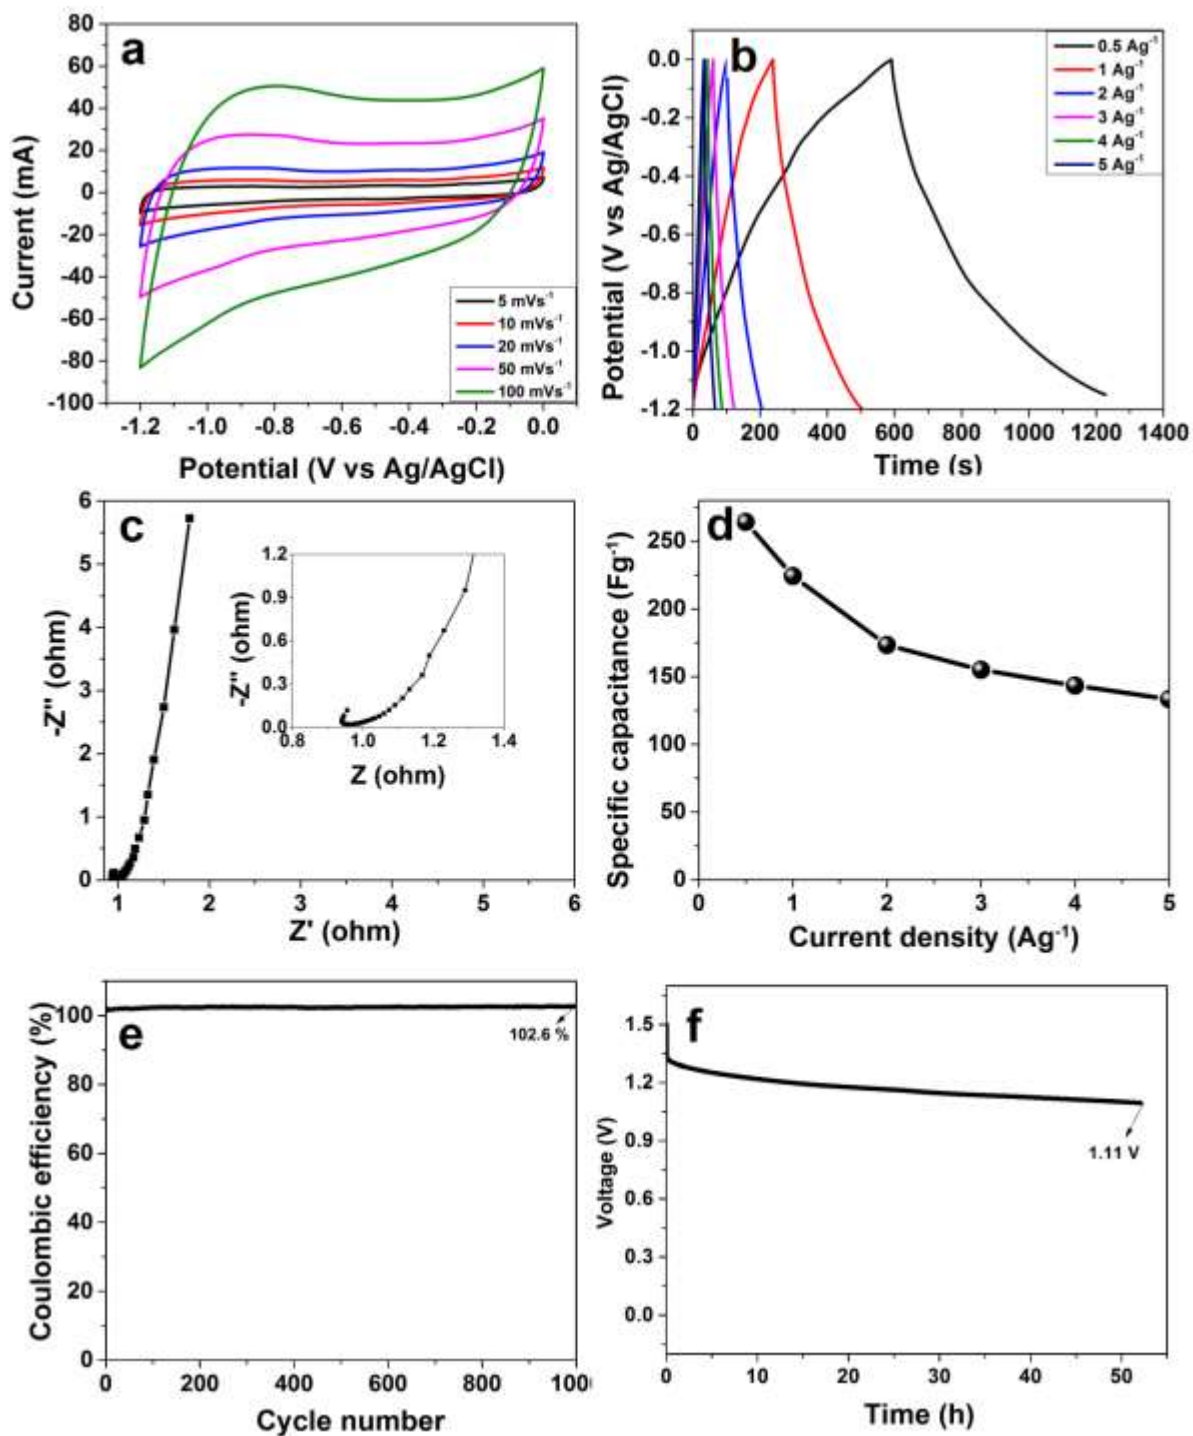 a
80
60
40
20
0
-20
-40
-60
-80
-100
Current (mA)
5 mVs⁻¹
10 mVs⁻¹
20 mVs⁻¹
50 mVs⁻¹
100 mVs⁻¹
-1.2 -1.0 -0.8 -0.6 -0.4 -0.2 0.0
Potential (V vs Ag/AgCl)
b
0.0
-0.2
-0.4
-0.6
-0.8
-1.0
-1.2
Potential (V vs Ag/AgCl)
0.5 Ag⁻¹
1 Ag⁻¹
2 Ag⁻¹
3 Ag⁻¹
4 Ag⁻¹
5 Ag⁻¹
0 200 400 600 800 1000 1200 1400
Time (s)
c
6
5
4
3
2
1
0
-Z'' (ohm)
1.2
0.9
0.6
0.3
0.0
-Z'' (ohm)
0.8 1.0 1.2 1.4
Z (ohm)
1 2 3 4 5 6
Z' (ohm)
d
250
200
150
100
50
0
Specific capacitance (Fg⁻¹)
0 1 2 3 4 5
Current density (Ag⁻¹)
e
100
80
60
40
20
0
Coulombic efficiency (%)
102.6 %
0 200 400 600 800 1000
Cycle number
f
1.5
1.2
0.9
0.6
0.3
0.0
Voltage (V)
1.11 V
0 10 20 30 40 50
Time (h)